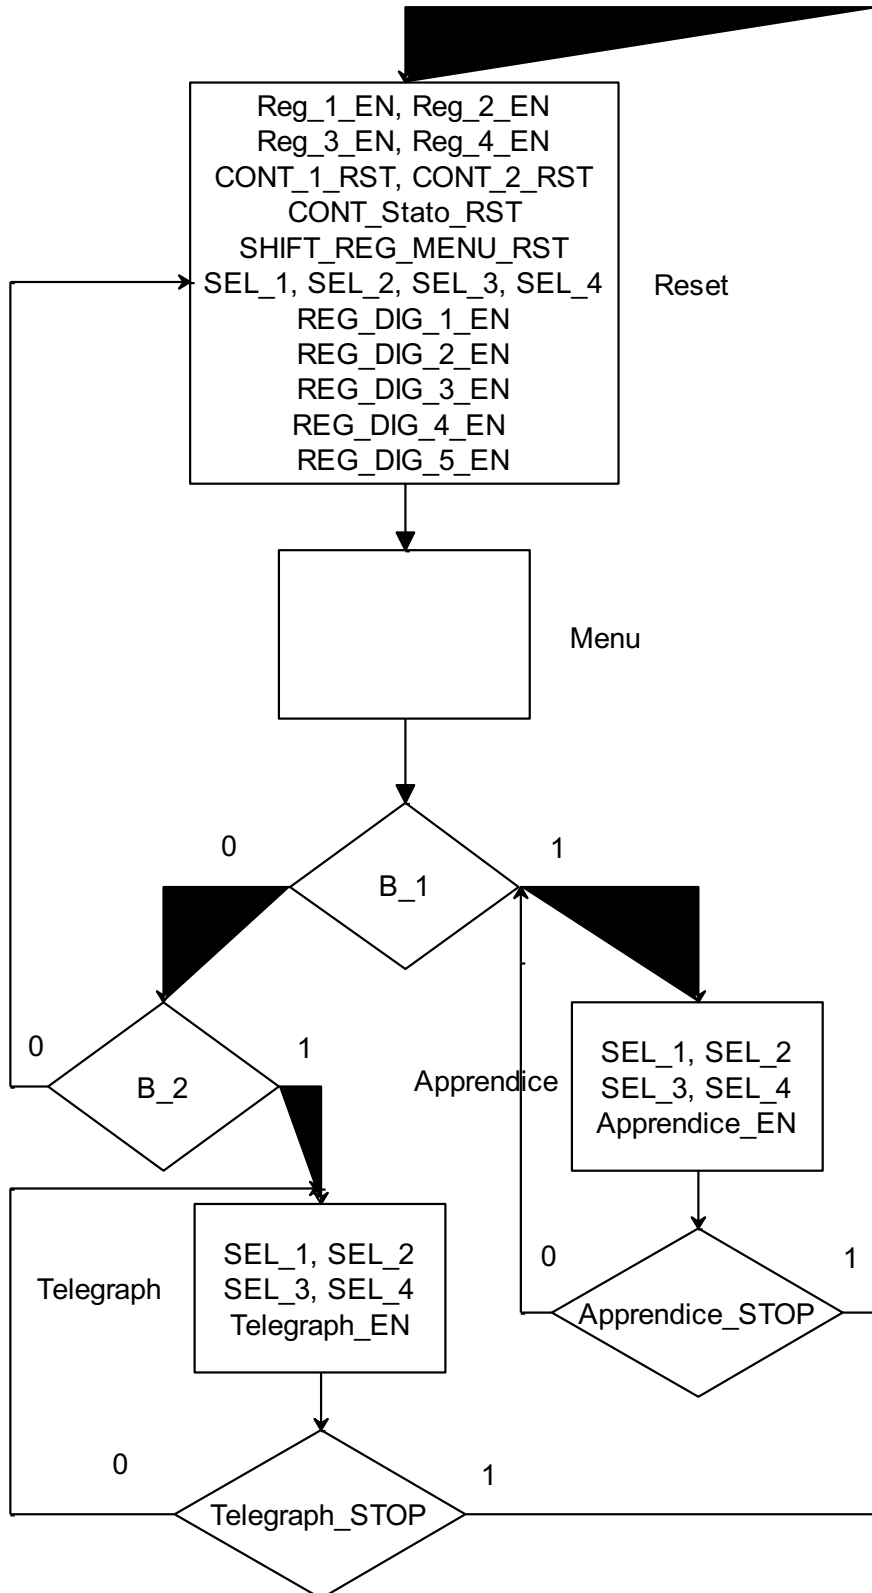 Reg_1_EN, Reg_2_EN
Reg_3_EN, Reg_4_EN
CONT_1_RST, CONT_2_RST
CONT_Stato_RST
SHIFT_REG_MENU_RST
SEL_1, SEL_2, SEL_3, SEL_4
REG_DIG_1_EN
REG_DIG_2_EN
REG_DIG_3_EN
REG_DIG_4_EN
REG_DIG_5_EN
Reset
Menu
0
1
B_1
0
1
B_2
Apprendice
SEL_1, SEL_2
SEL_3, SEL_4
Apprendice_EN
0
1
Apprendice_STOP
Telegraph
SEL_1, SEL_2
SEL_3, SEL_4
Telegraph_EN
0
1
Telegraph_STOP